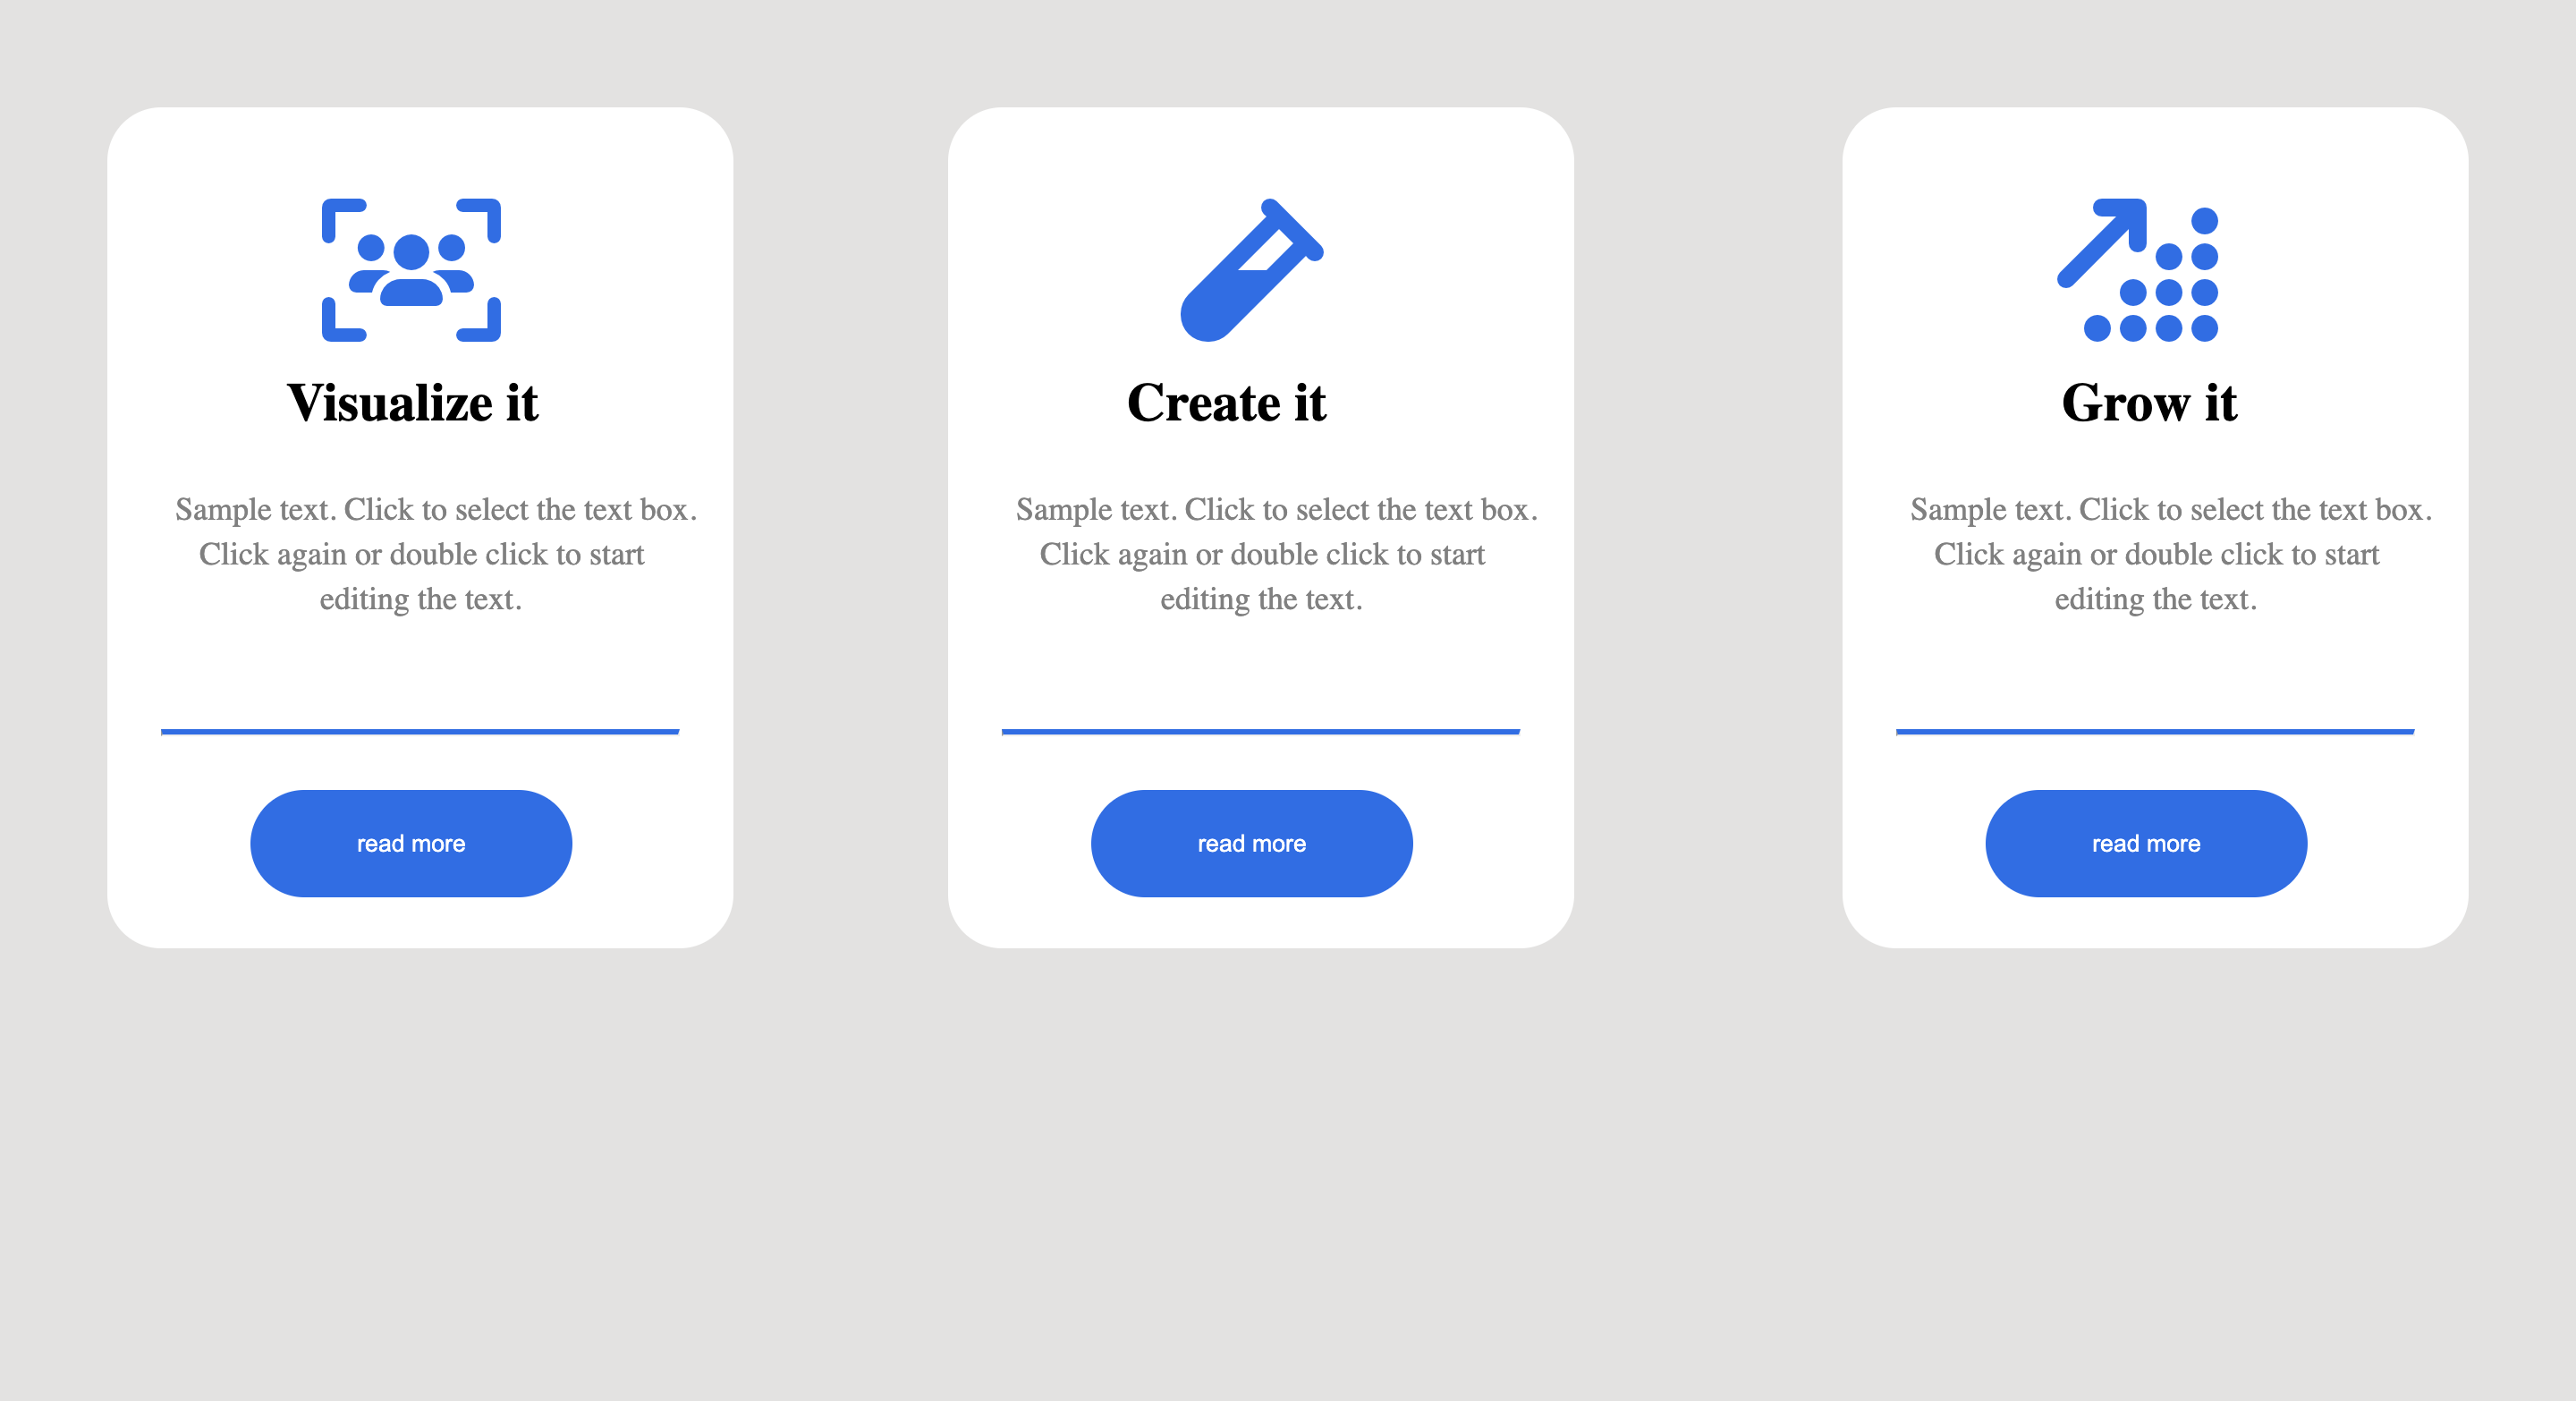 Visualize it
Sample text. Click to select the text box.
Click again or double click to start
editing the text.
read more
Create it
Sample text. Click to select the text box.
Click again or double click to start
editing the text.
read more
Grow it
Sample text. Click to select the text box.
Click again or double click to start
editing the text.
read more